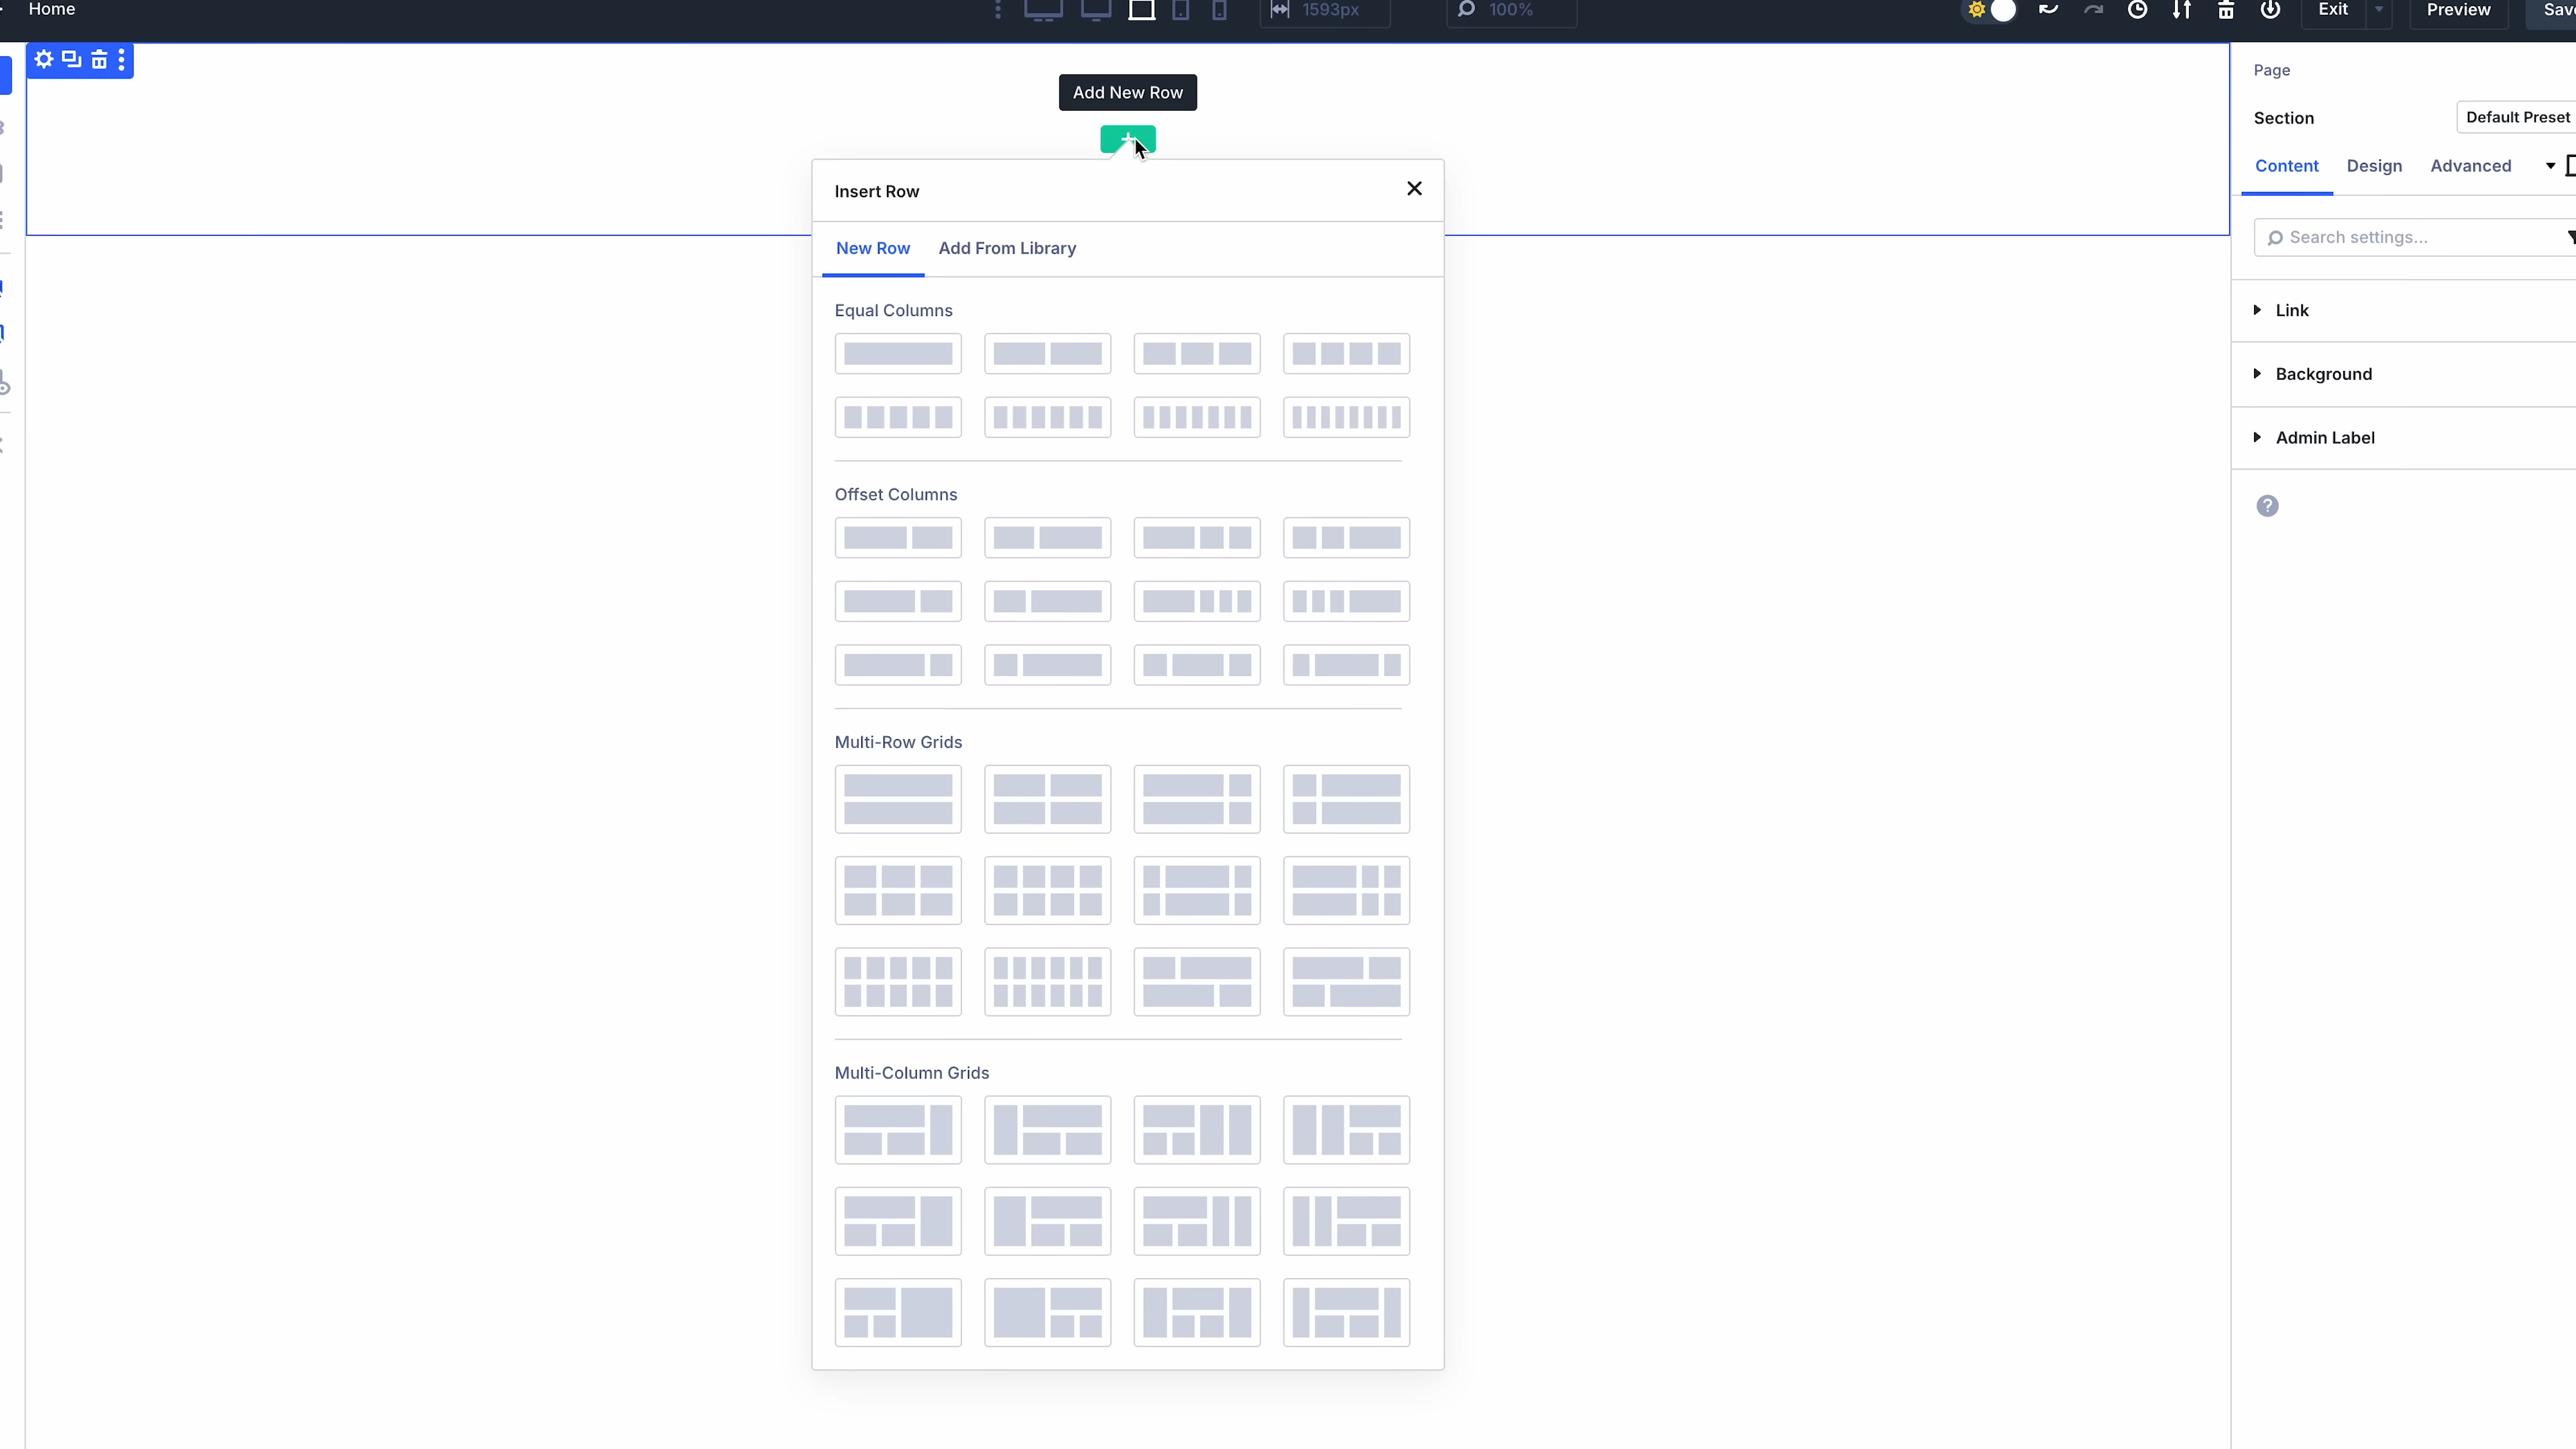 Home
1593px
100%
Exit
Preview
Add New Row
Page
Section
Default Preset
Content
Design
Advanced
Search settings...
Link
Background
Admin Label
?
Insert Row
New Row
Add From Library
Equal Columns
Offset Columns
Multi-Row Grids
Multi-Column Grids